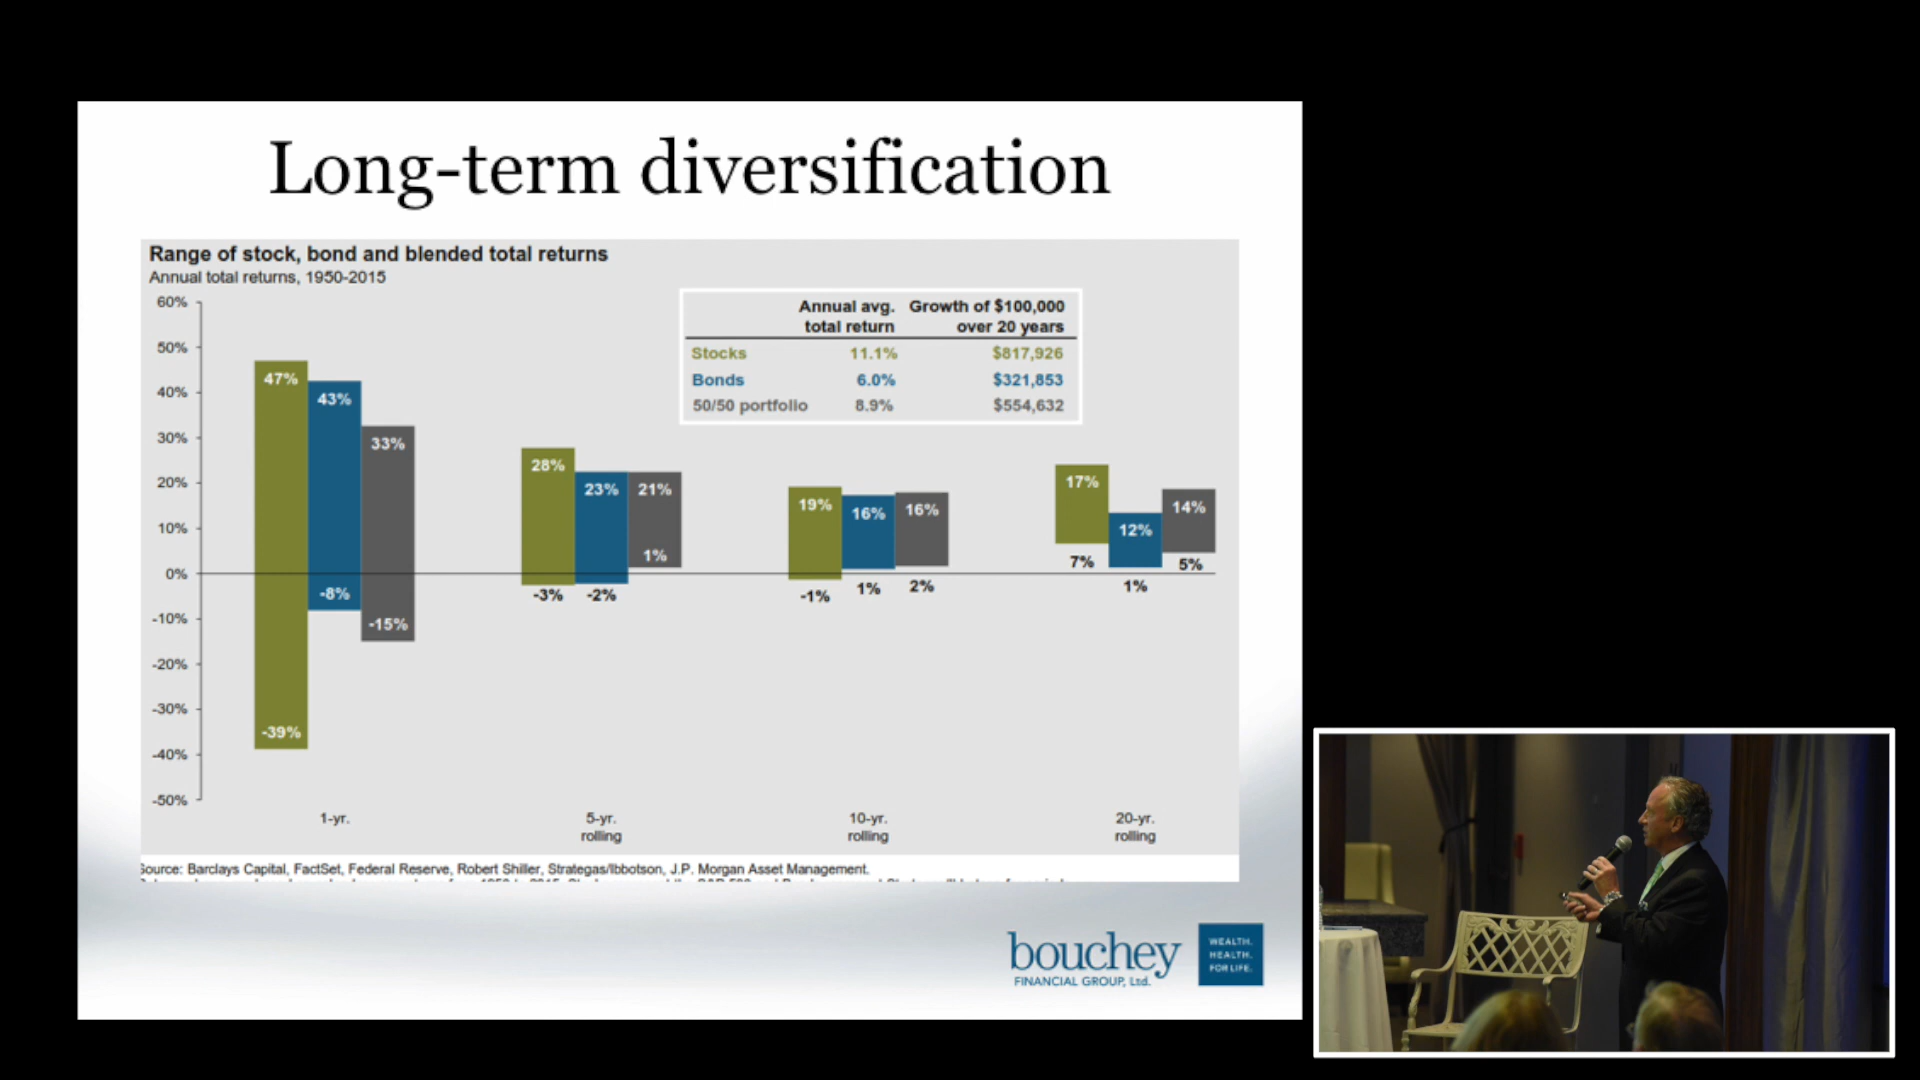 Long-term diversification
Range of stock, bond and blended total returns
Annual total returns, 1950-2015
Annual avg. Growth of $100,000
total return over 20 years
Stocks 11.1% $817,926
Bonds 6.0% $321,853
50/50 portfolio 8.9% $554,632
60%
50%
40%
30%
20%
10%
0%
-10%
-20%
-30%
-40%
-50%
47% 43% 33%
-39% -8% -15%
28% 23% 21%
-3% -2% 1%
19% 16% 16%
-1% 1% 2%
17% 12% 14%
7% 1% 5%
1-yr. 5-yr. 10-yr. 20-yr.
rolling rolling rolling
Source: Barclays Capital, FactSet, Federal Reserve, Robert Shiller, Strategas/Ibbotson, J.P. Morgan Asset Management.
bouchey
FINANCIAL GROUP, Ltd.
WEALTH.
HEALTH.
FOR LIFE.